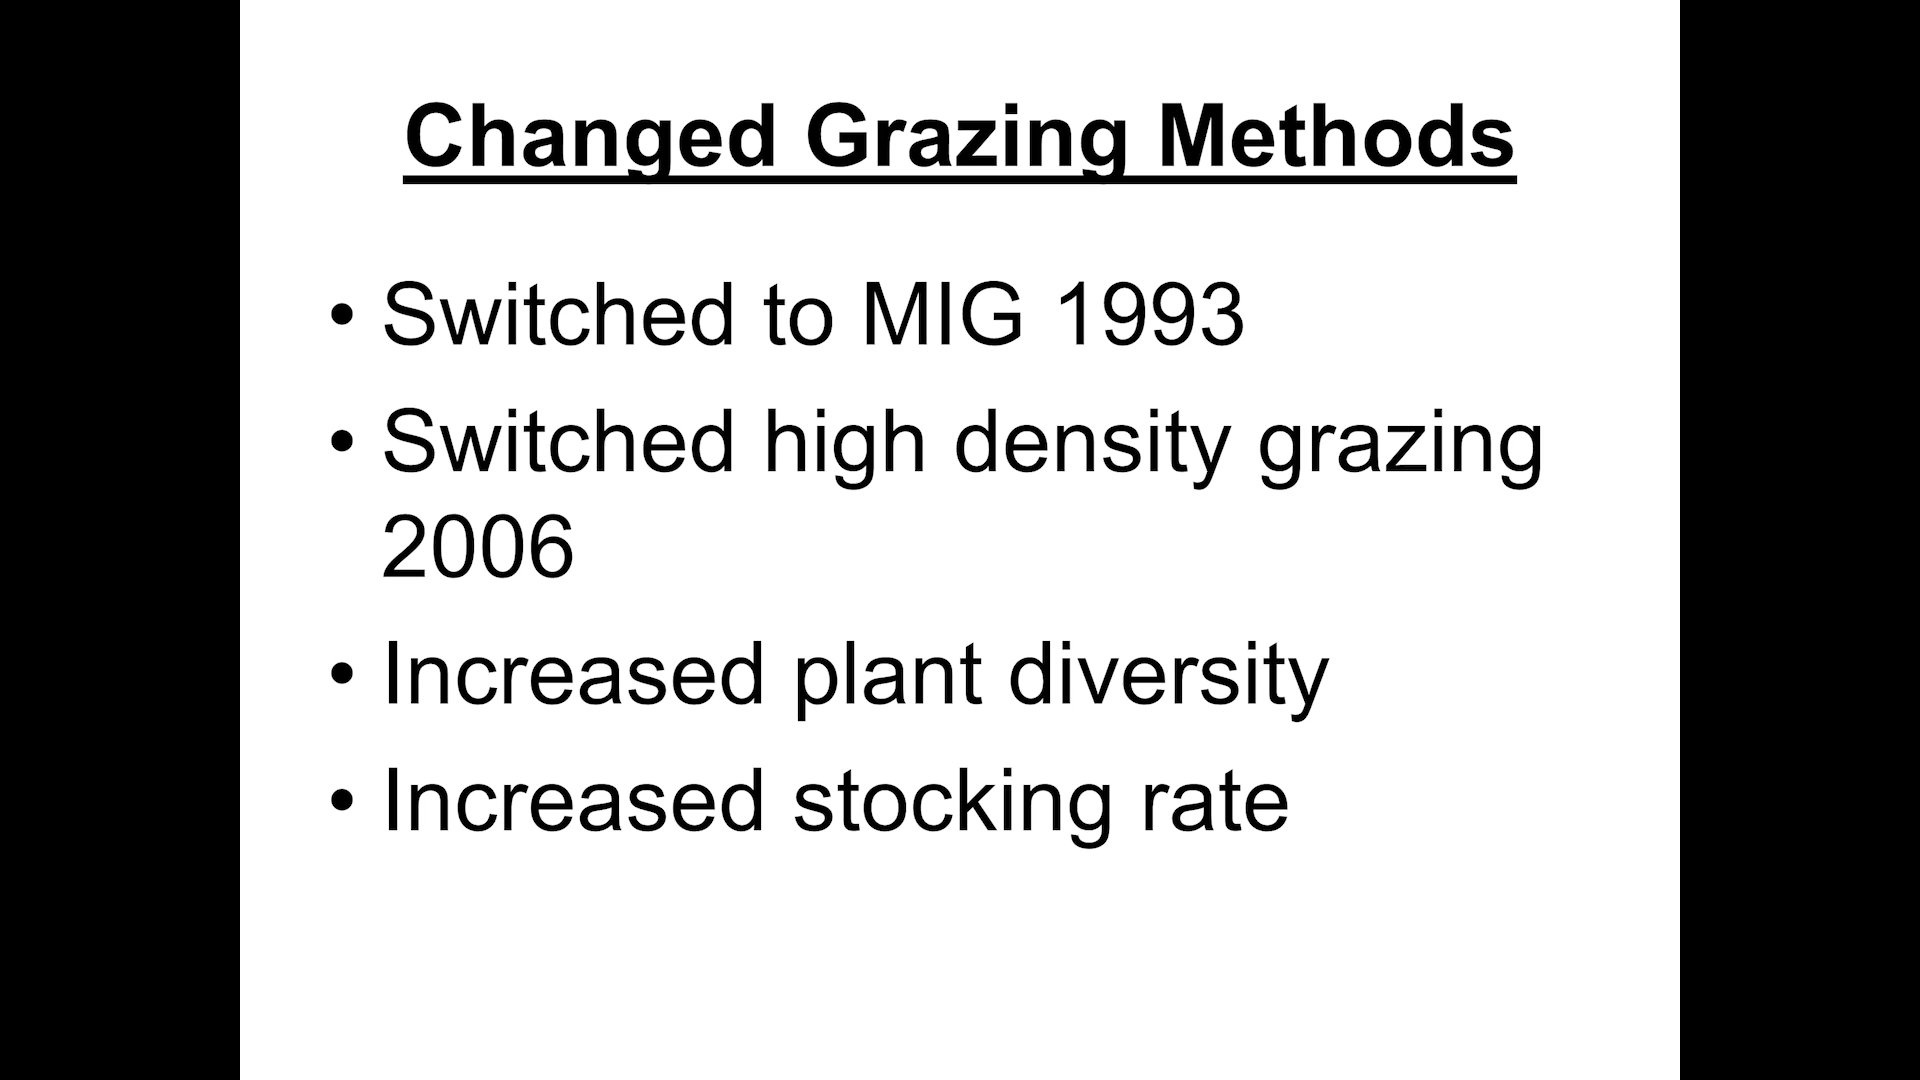 Changed Grazing Methods
• Switched to MIG 1993
• Switched high density grazing
2006
• Increased plant diversity
• Increased stocking rate